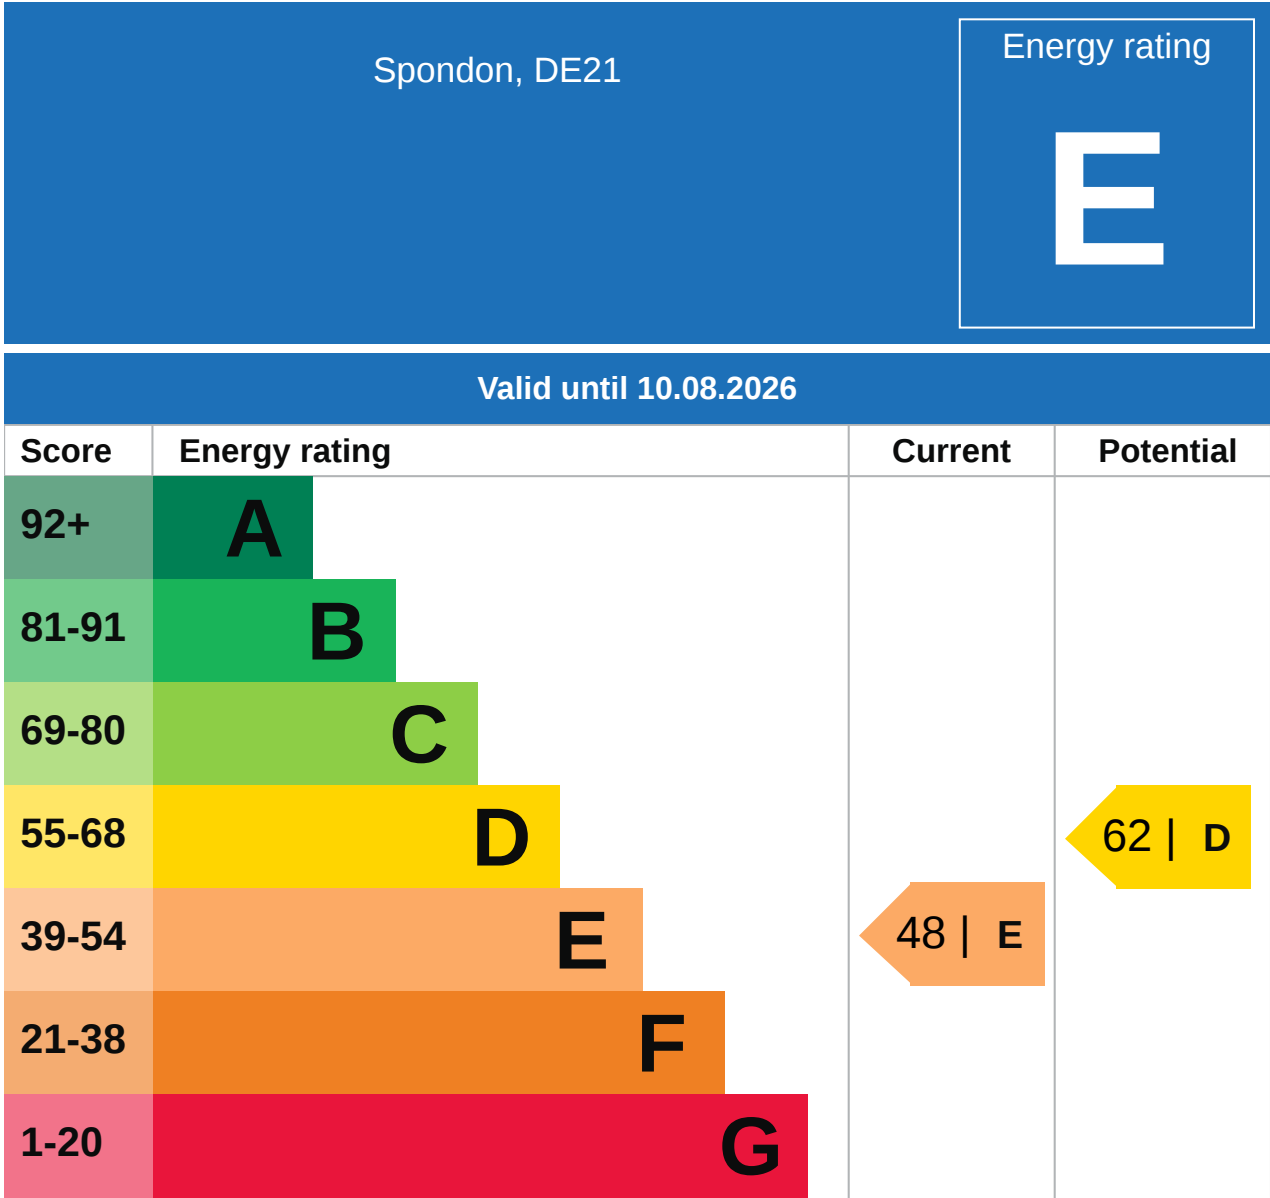 Spondon, DE21
Energy rating
E
Valid until 10.08.2026
Score Energy rating Current Potential
92+ A
81-91 B
69-80 C
55-68 D 62 | D
39-54 E 48 | E
21-38 F
1-20 G